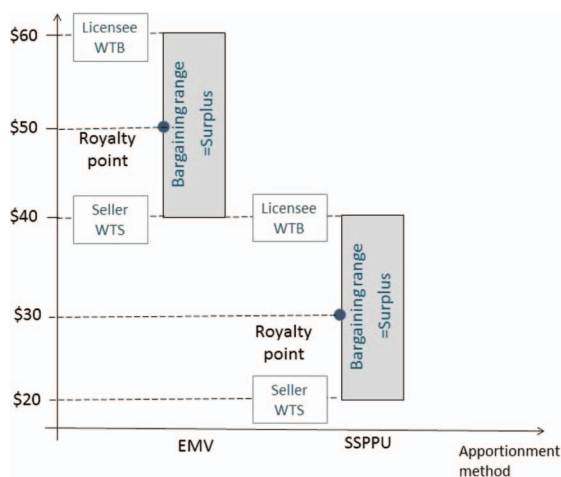 $60
Licensee
WTB
Bargaining range
=Surplus
$50
Royalty
point
$40
Seller
WTS
Licensee
WTB
Bargaining range
=Surplus
$30
Royalty
point
$20
Seller
WTS
EMV
SSPPU
Apportionment
method